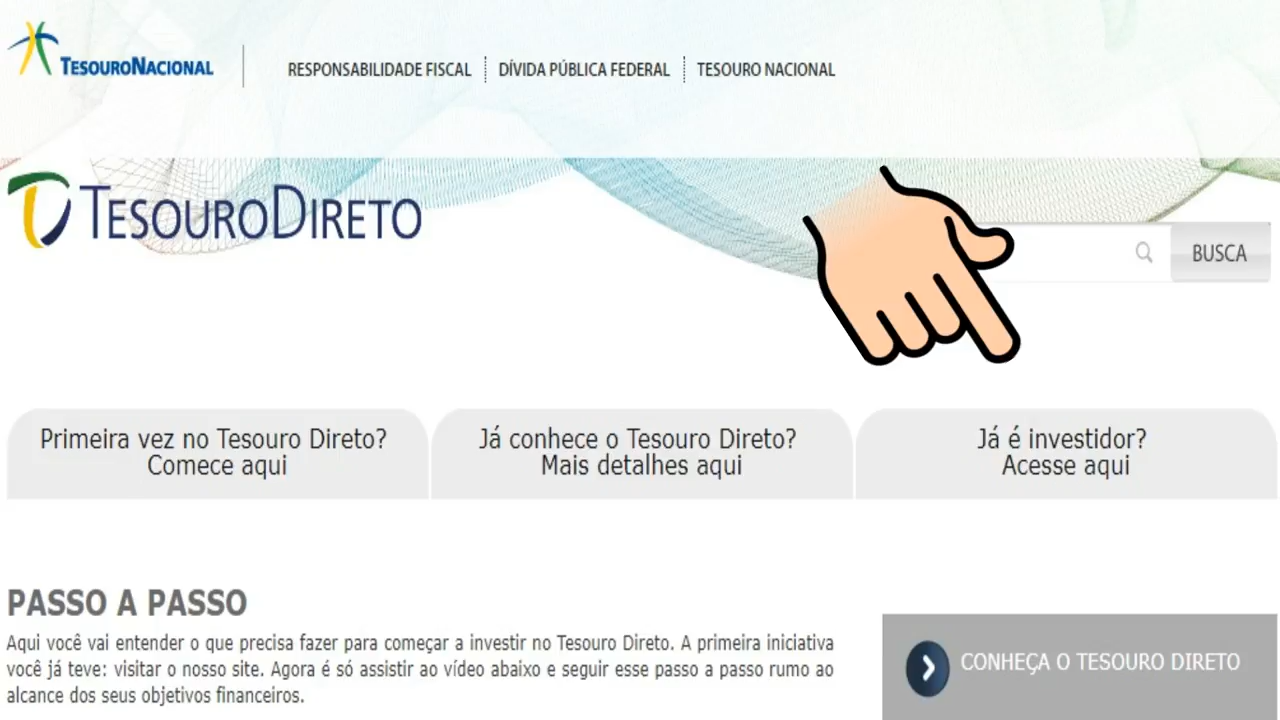 TESOURONACIONAL
RESPONSABILIDADE FISCAL
DÍVIDA PÚBLICA FEDERAL
TESOURO NACIONAL
TESOURODIRETO
BUSCA
Primeira vez no Tesouro Direto?
Comece aqui
Já conhece o Tesouro Direto?
Mais detalhes aqui
Já é investidor?
Acesse aqui
PASSO A PASSO
Aqui você vai entender o que precisa fazer para começar a investir no Tesouro Direto. A primeira iniciativa
você já teve: visitar o nosso site. Agora é só assistir ao vídeo abaixo e seguir esse passo a passo rumo ao
alcance dos seus objetivos financeiros.
CONHEÇA O TESOURO DIRETO